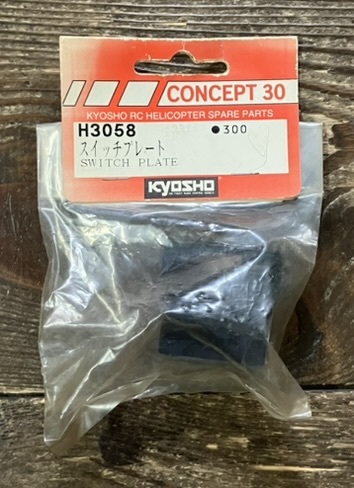 CONCEPT 30
KYOSHO RC HELICOPTER SPARE PARTS
H3058 ●300
スイッチプレート
SWITCH PLATE
KYOSHO